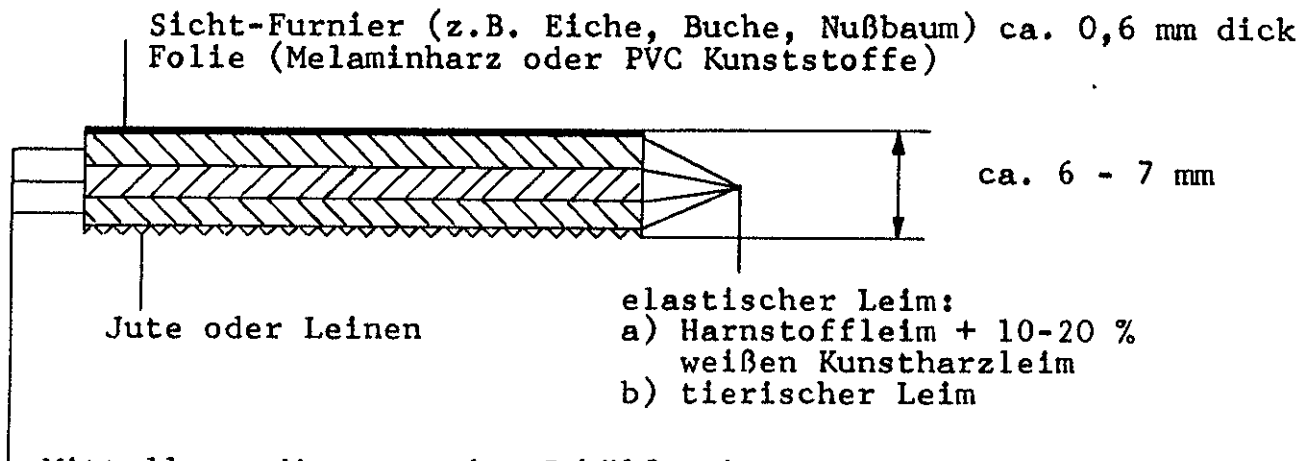 Sicht-Furnier (z.B. Eiche, Buche, Nußbaum) ca. 0,6 mm dick
Folie (Melaminharz oder PVC Kunststoffe)
ca. 6 - 7 mm
elastischer Leim:
Jute oder Leinen
a) Harnstoffleim + 10-20 %
weißen Kunstharzleim
b) tierischer Leim